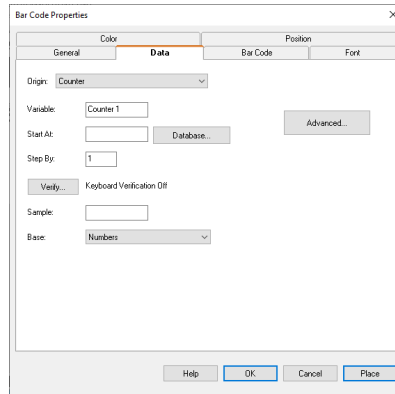 Bar Code Properties
Color Position
General Data Bar Code Font
Origin: Counter
Variable: Counter 1
Advanced...
Start At: Database...
Step By: 1
Verify... Keyboard Verification Off
Sample:
Base: Numbers
Help OK Cancel Place